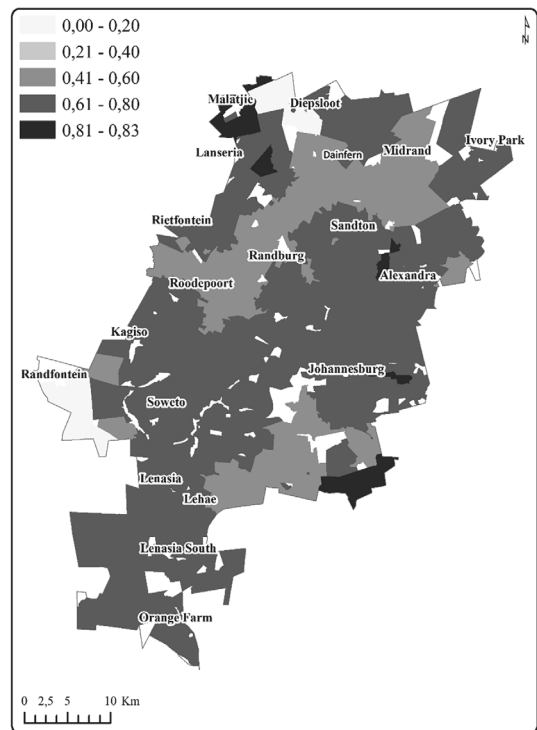 0,00 - 0,20
0,21 - 0,40
0,41 - 0,60
0,61 - 0,80
0,81 - 0,83
N
Malatjic
Diepsloot
Lanseria
Dainfern
Midrand
Ivory Park
Rietfontein
Sandton
Randburg
Roodepoort
Alexandra
Kagiso
Randfontein
Johannesburg
Soweto
Lenasia
Lehae
Lenasia South
Orange Farm
0 2,5 5 10 Km